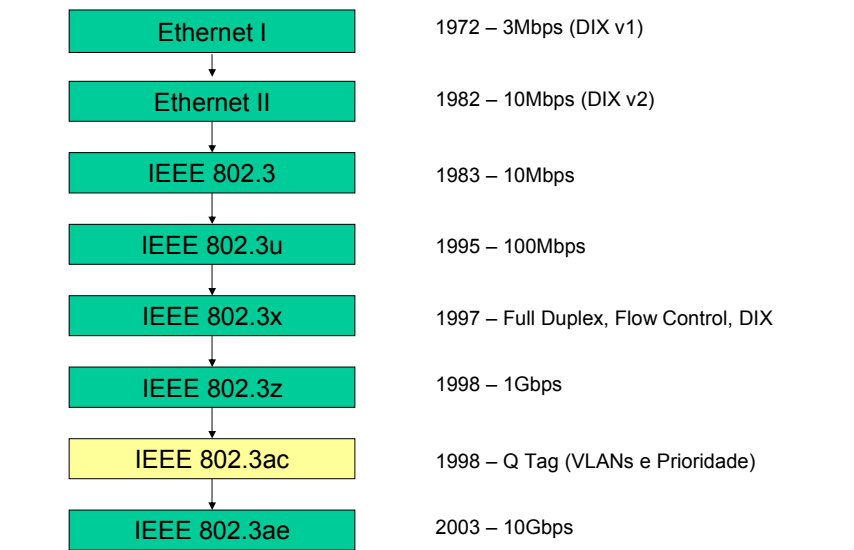 Ethernet I
1972 – 3Mbps (DIX v1)
Ethernet II
1982 – 10Mbps (DIX v2)
IEEE 802.3
1983 – 10Mbps
IEEE 802.3u
1995 – 100Mbps
IEEE 802.3x
1997 – Full Duplex, Flow Control, DIX
IEEE 802.3z
1998 – 1Gbps
IEEE 802.3ac
1998 – Q Tag (VLANs e Prioridade)
IEEE 802.3ae
2003 – 10Gbps